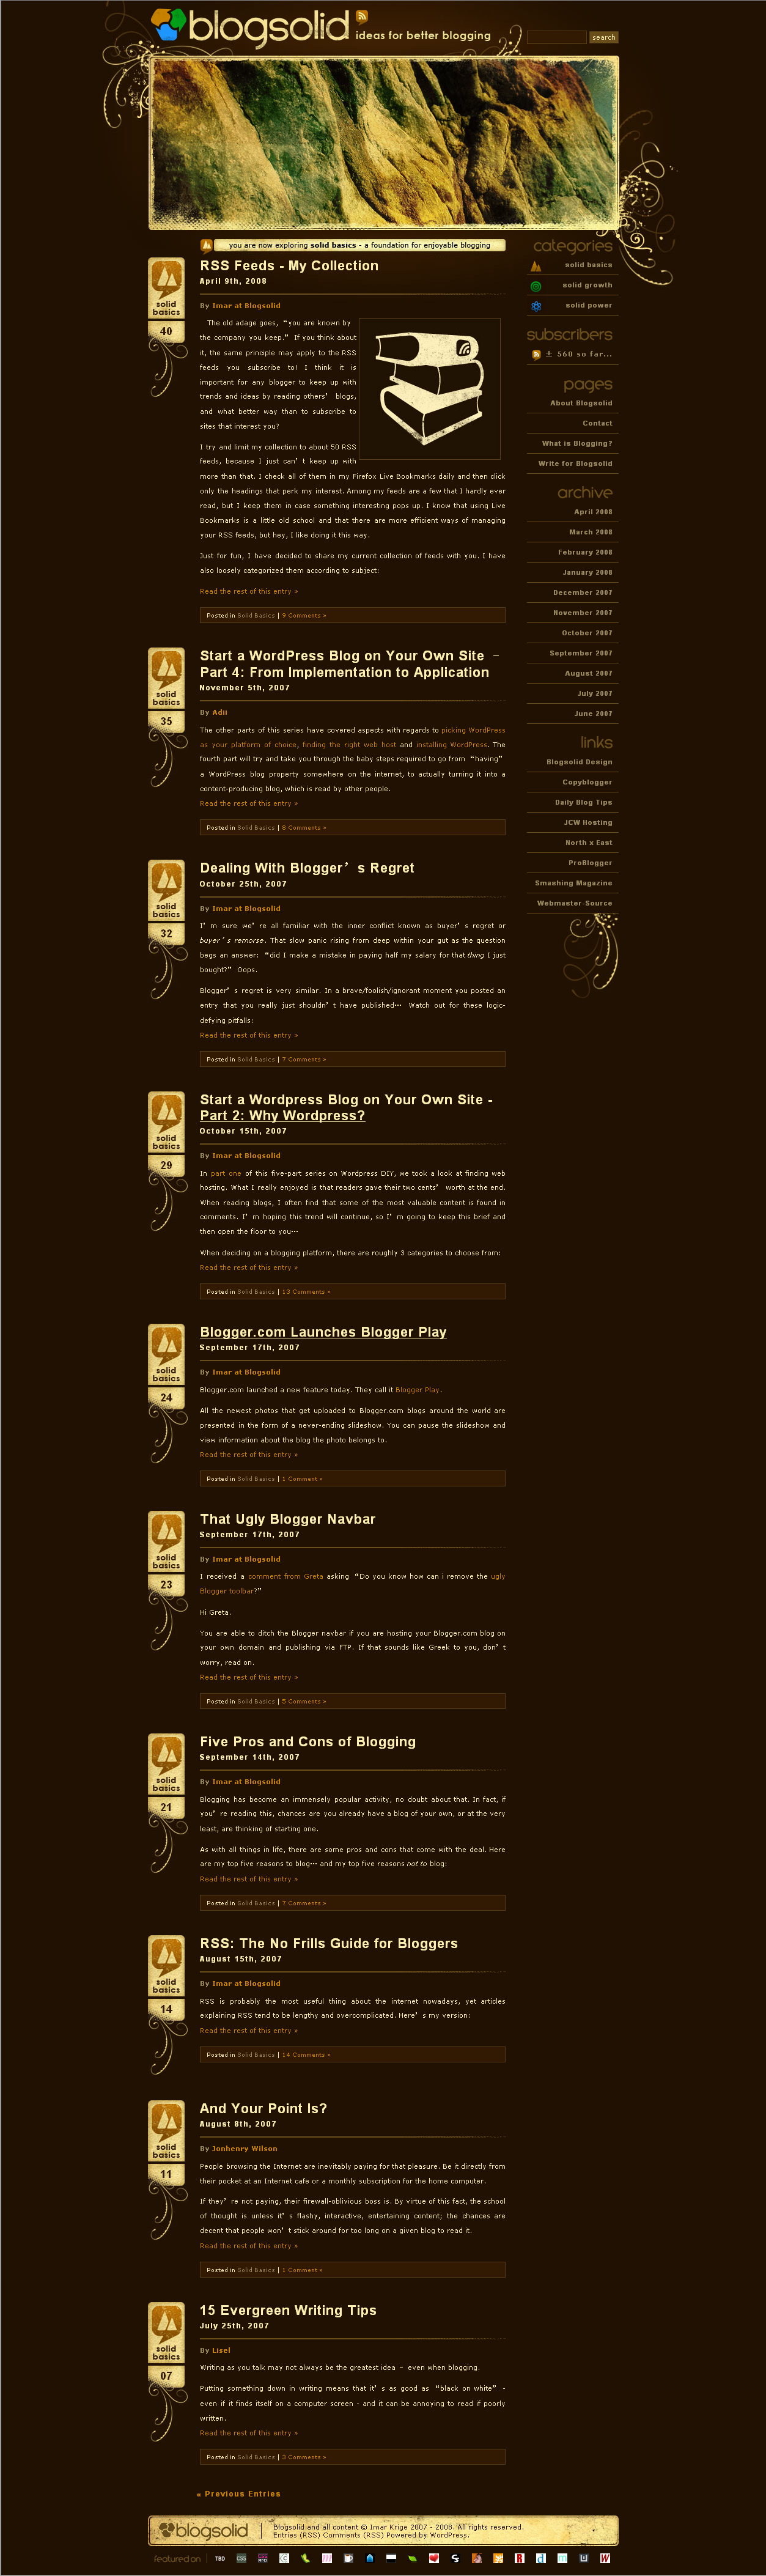 blogsolid
ideas for better blogging
search
you are now exploring solid basics - a foundation for enjoyable blogging
solid
basics
40
RSS Feeds - My Collection
April 9th, 2008
By Imar at Blogsolid
The old adage goes, “you are known by
the company you keep.” If you think about
it, the same principle may apply to the RSS
feeds you subscribe to! I think it is
important for any blogger to keep up with
trends and ideas by reading others’ blogs,
and what better way than to subscribe to
sites that interest you?
I try and limit my collection to about 50 RSS
feeds, because I just can’t keep up with
more than that. I check all of them in my Firefox Live Bookmarks daily and then click
only the headings that perk my interest. Among my feeds are a few that I hardly ever
read, but I keep them in case something interesting pops up. I know that using Live
Bookmarks is a little old school and that there are more efficient ways of managing
your RSS feeds, but hey, I like doing it this way.
Just for fun, I have decided to share my current collection of feeds with you. I have
also loosely categorized them according to subject:
Read the rest of this entry »
Posted in Solid Basics | 9 Comments »
solid
basics
35
Start a WordPress Blog on Your Own Site –
Part 4: From Implementation to Application
November 5th, 2007
By Adii
The other parts of this series have covered aspects with regards to picking WordPress
as your platform of choice, finding the right web host and installing WordPress. The
fourth part will try and take you through the baby steps required to go from “having”
a WordPress blog property somewhere on the internet, to actually turning it into a
content-producing blog, which is read by other people.
Read the rest of this entry »
Posted in Solid Basics | 8 Comments »
solid
basics
32
Dealing With Blogger’s Regret
October 25th, 2007
By Imar at Blogsolid
I’m sure we’re all familiar with the inner conflict known as buyer’s regret or
buyer’s remorse. That slow panic rising from deep within your gut as the question
begs an answer: “did I make a mistake in paying half my salary for that thing I just
bought?” Oops.
Blogger’s regret is very similar. In a brave/foolish/ignorant moment you posted an
entry that you really just shouldn’t have published… Watch out for these logic-
defying pitfalls:
Read the rest of this entry »
Posted in Solid Basics | 7 Comments »
solid
basics
29
Start a Wordpress Blog on Your Own Site -
Part 2: Why Wordpress?
October 15th, 2007
By Imar at Blogsolid
In part one of this five-part series on Wordpress DIY, we took a look at finding web
hosting. What I really enjoyed is that readers gave their two cents’ worth at the end.
When reading blogs, I often find that some of the most valuable content is found in
comments. I’m hoping this trend will continue, so I’m going to keep this brief and
then open the floor to you…
When deciding on a blogging platform, there are roughly 3 categories to choose from:
Read the rest of this entry »
Posted in Solid Basics | 13 Comments »
solid
basics
24
Blogger.com Launches Blogger Play
September 17th, 2007
By Imar at Blogsolid
Blogger.com launched a new feature today. They call it Blogger Play.
All the newest photos that get uploaded to Blogger.com blogs around the world are
presented in the form of a never-ending slideshow. You can pause the slideshow and
view information about the blog the photo belongs to.
Read the rest of this entry »
Posted in Solid Basics | 1 Comment »
solid
basics
23
That Ugly Blogger Navbar
September 17th, 2007
By Imar at Blogsolid
I received a comment from Greta asking “Do you know how can i remove the ugly
Blogger toolbar?”
Hi Greta.
You are able to ditch the Blogger navbar if you are hosting your Blogger.com blog on
your own domain and publishing via FTP. If that sounds like Greek to you, don’t
worry, read on.
Read the rest of this entry »
Posted in Solid Basics | 5 Comments »
solid
basics
21
Five Pros and Cons of Blogging
September 14th, 2007
By Imar at Blogsolid
Blogging has become an immensely popular activity, no doubt about that. In fact, if
you’re reading this, chances are you already have a blog of your own, or at the very
least, are thinking of starting one.
As with all things in life, there are some pros and cons that come with the deal. Here
are my top five reasons to blog… and my top five reasons not to blog:
Read the rest of this entry »
Posted in Solid Basics | 7 Comments »
solid
basics
14
RSS: The No Frills Guide for Bloggers
August 15th, 2007
By Imar at Blogsolid
RSS is probably the most useful thing about the internet nowadays, yet articles
explaining RSS tend to be lengthy and overcomplicated. Here’s my version:
Read the rest of this entry »
Posted in Solid Basics | 14 Comments »
solid
basics
11
And Your Point Is?
August 8th, 2007
By Jonhenry Wilson
People browsing the Internet are inevitably paying for that pleasure. Be it directly from
their pocket at an Internet cafe or a monthly subscription for the home computer.
If they’re not paying, their firewall-oblivious boss is. By virtue of this fact, the school
of thought is unless it’s flashy, interactive, entertaining content; the chances are
decent that people won’t stick around for too long on a given blog to read it.
Read the rest of this entry »
Posted in Solid Basics | 1 Comment »
solid
basics
07
15 Evergreen Writing Tips
July 25th, 2007
By Lisel
Writing as you talk may not always be the greatest idea – even when blogging.
Putting something down in writing means that it’s as good as “black on white” -
even if it finds itself on a computer screen - and it can be annoying to read if poorly
written.
Read the rest of this entry »
Posted in Solid Basics | 3 Comments »
« Previous Entries
categories
solid basics
solid growth
solid power
subscribers
± 560 so far...
pages
About Blogsolid
Contact
What is Blogging?
Write for Blogsolid
archive
April 2008
March 2008
February 2008
January 2008
December 2007
November 2007
October 2007
September 2007
August 2007
July 2007
June 2007
links
Blogsolid Design
Copyblogger
Daily Blog Tips
JCW Hosting
North x East
ProBlogger
Smashing Magazine
Webmaster-Source
blogsolid
Blogsolid and all content © Imar Krige 2007 - 2008. All rights reserved.
Entries (RSS) Comments (RSS) Powered by WordPress.
featured on
TBD
CSS